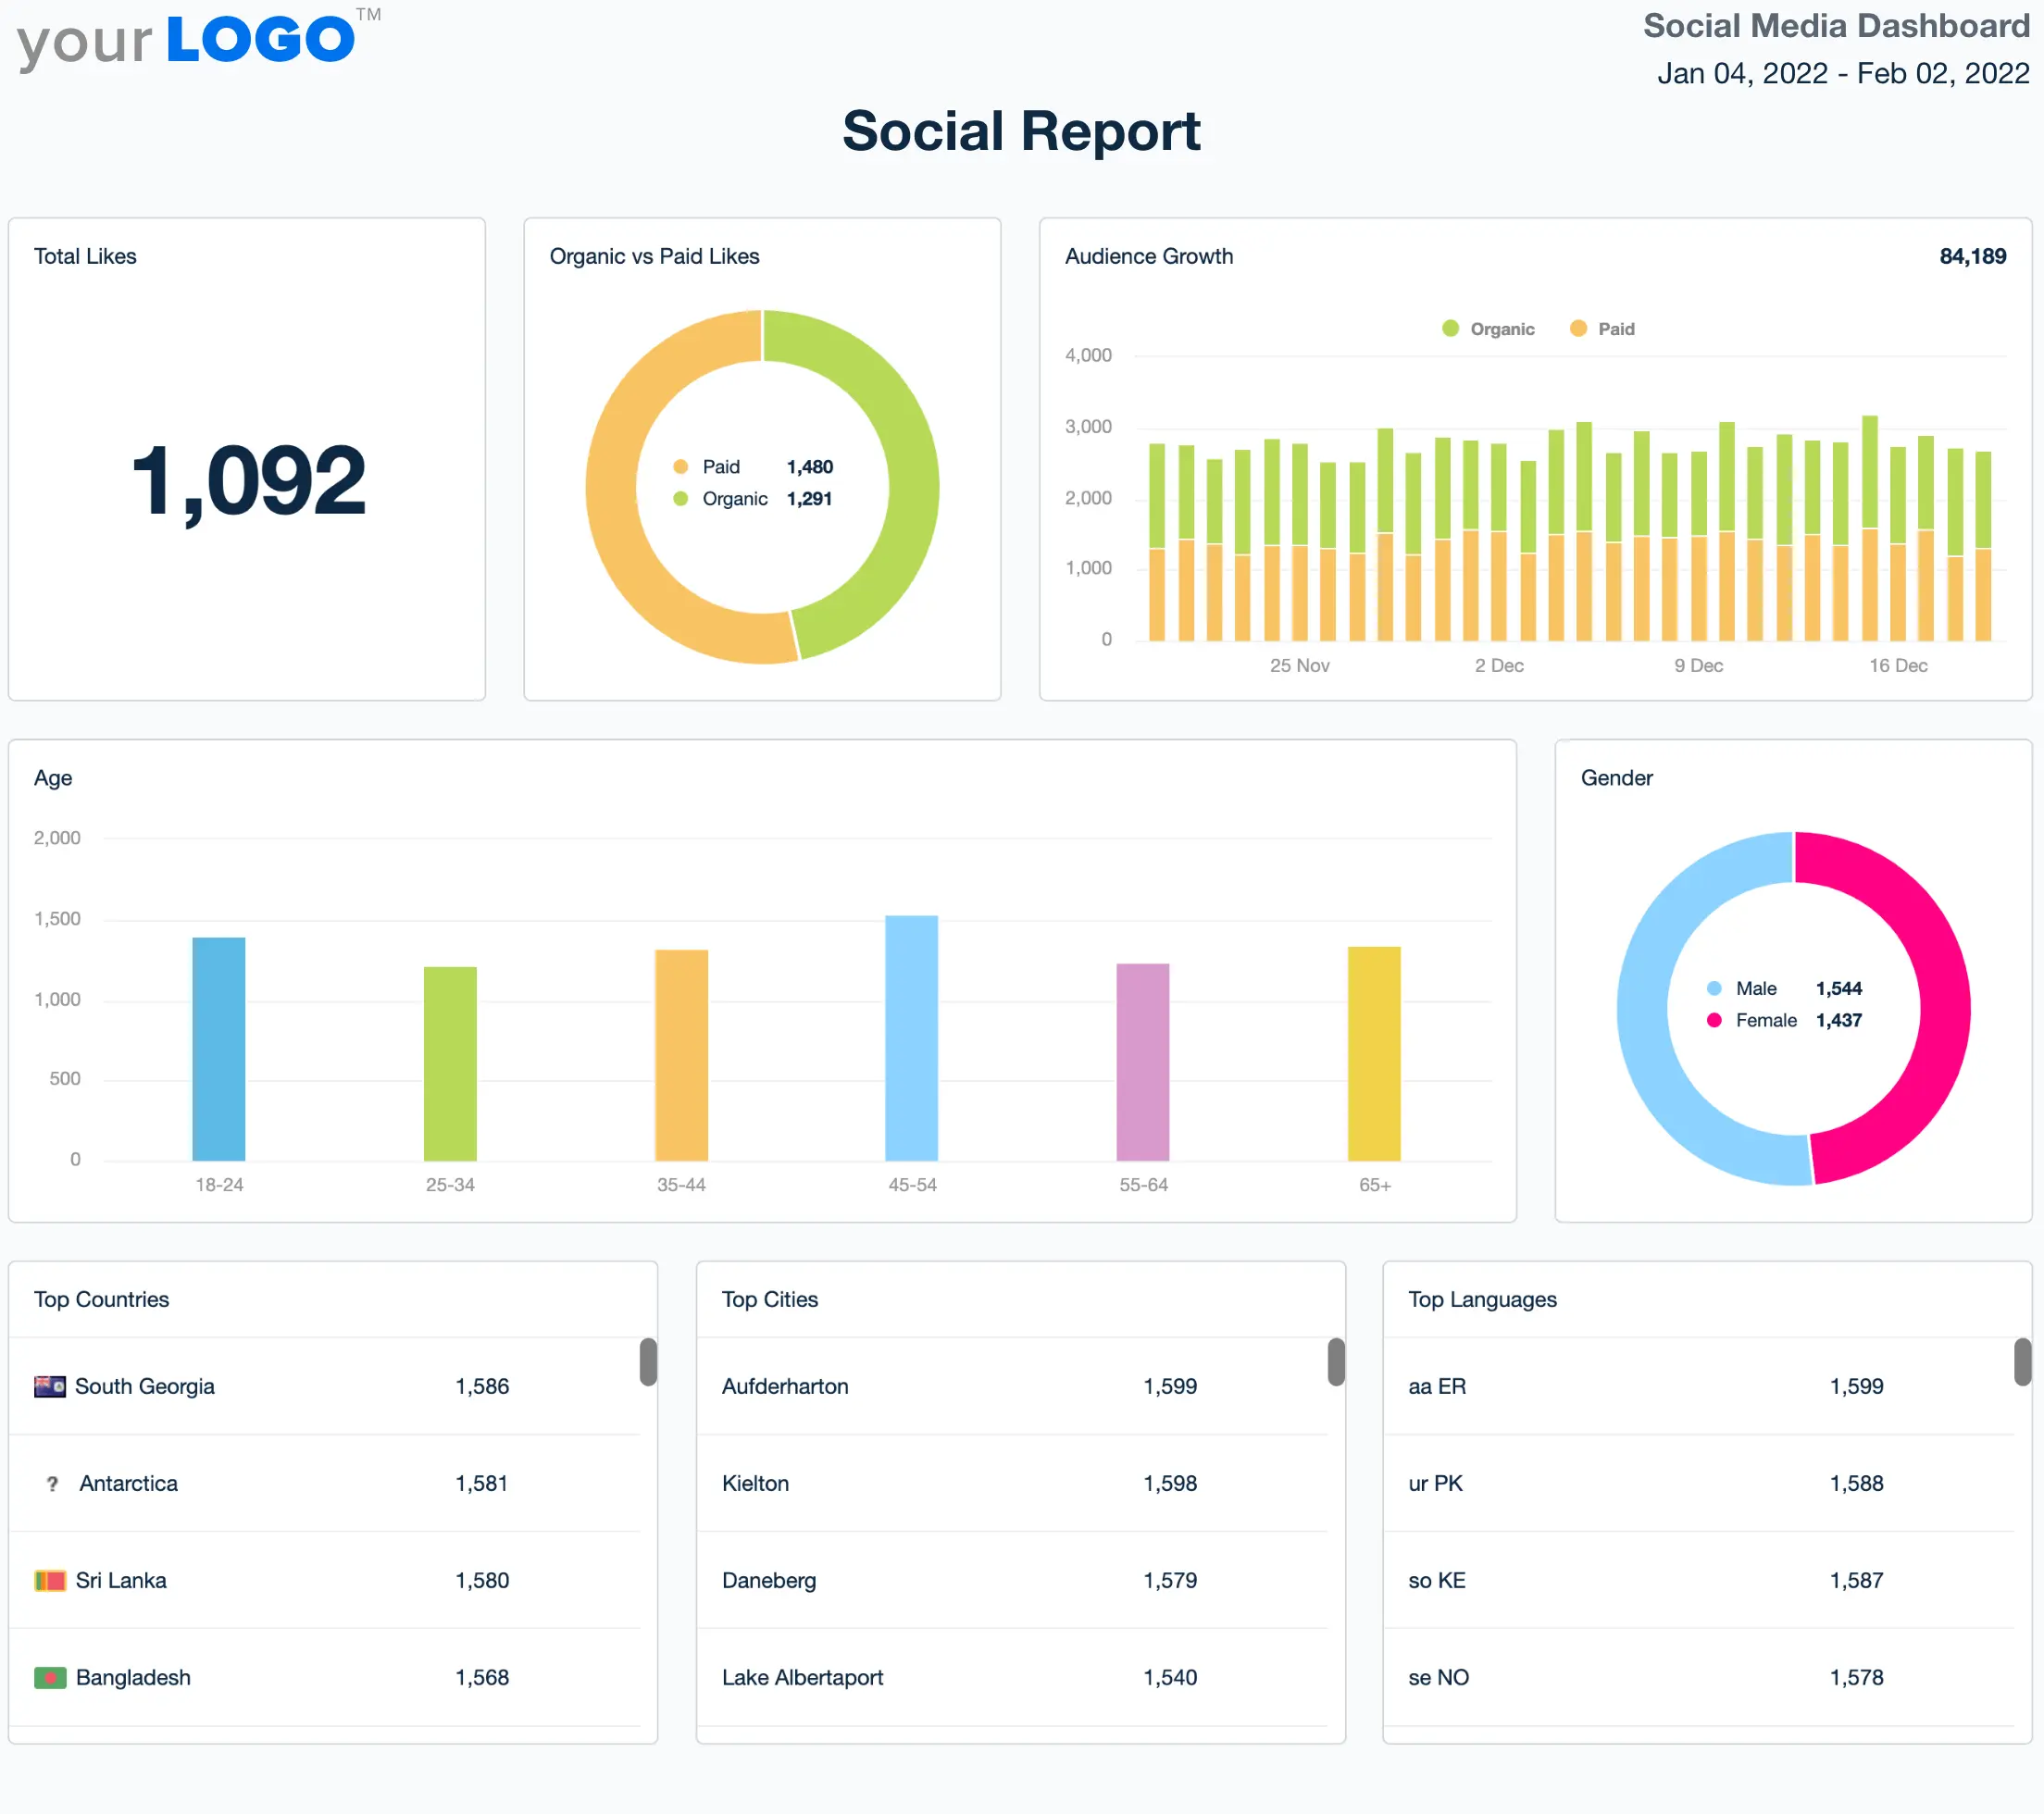 your LOGO™
Social Media Dashboard
Jan 04, 2022 - Feb 02, 2022
Social Report
Total Likes
1,092
Organic vs Paid Likes
Paid 1,480
Organic 1,291
Audience Growth 84,189
Organic Paid
4,000
3,000
2,000
1,000
0
25 Nov 2 Dec 9 Dec 16 Dec
Age
2,000
1,500
1,000
500
0
18-24 25-34 35-44 45-54 55-64 65+
Gender
Male 1,544
Female 1,437
Top Countries
South Georgia 1,586
? Antarctica 1,581
Sri Lanka 1,580
Bangladesh 1,568
Top Cities
Aufderharton 1,599
Kielton 1,598
Daneberg 1,579
Lake Albertaport 1,540
Top Languages
aa ER 1,599
ur PK 1,588
so KE 1,587
se NO 1,578